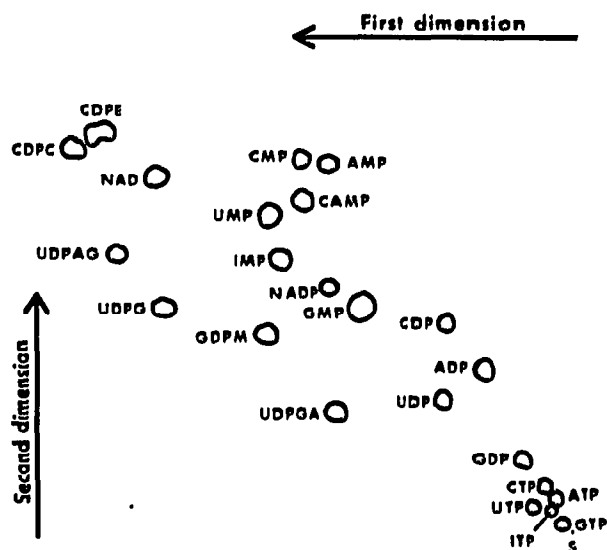 First dimension
CDPE
CDPC
CMP
AMP
NAD
CAMP
UMP
UDPAG
IMP
NADP
UDPG
GMP
CDP
GDPM
ADP
UDP
UDPGA
Second dimension
GDP
CTP
ATP
UTP
GTP
ITP
s